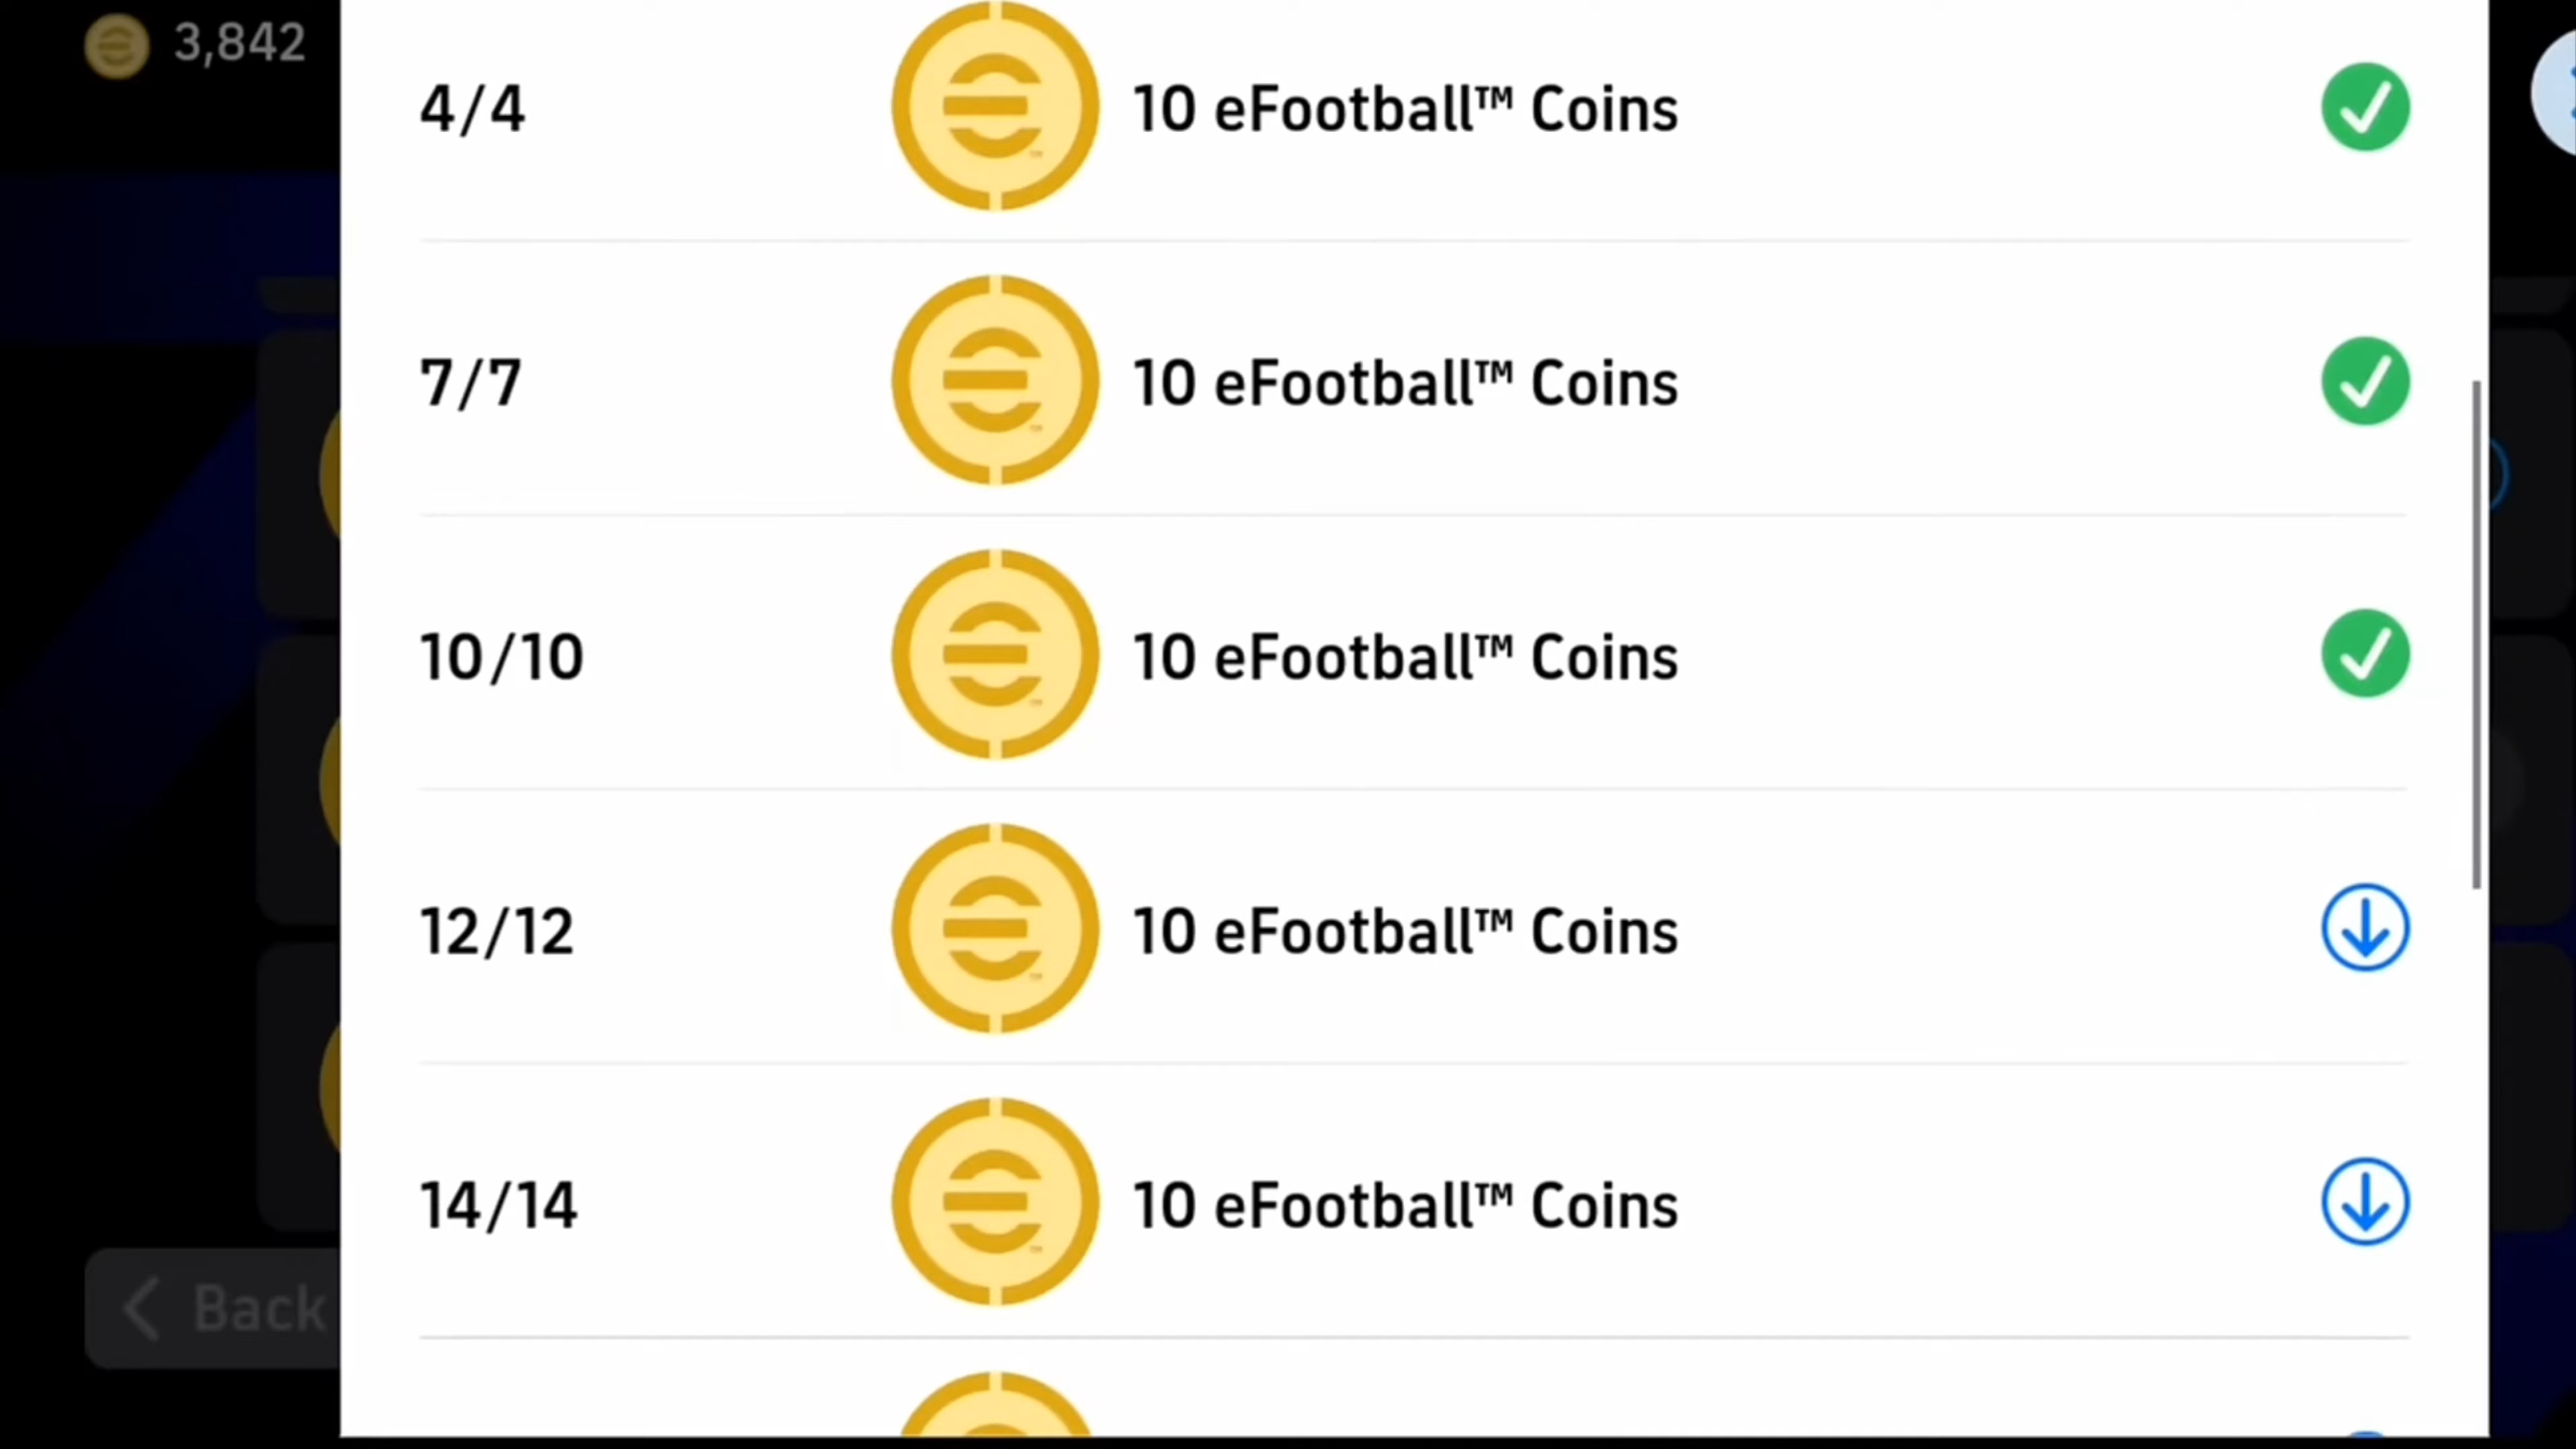 3,842
4/4 10 eFootball™ Coins
7/7 10 eFootball™ Coins
10/10 10 eFootball™ Coins
12/12 10 eFootball™ Coins
14/14 10 eFootball™ Coins
Back